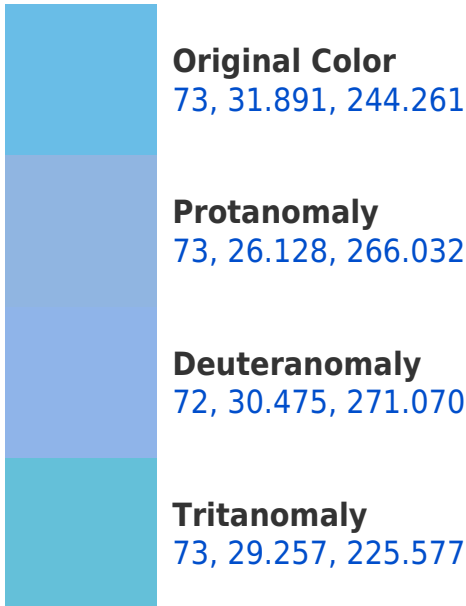 Original Color
73, 31.891, 244.261
Protanomaly
73, 26.128, 266.032
Deuteranomaly
72, 30.475, 271.070
Tritanomaly
73, 29.257, 225.577